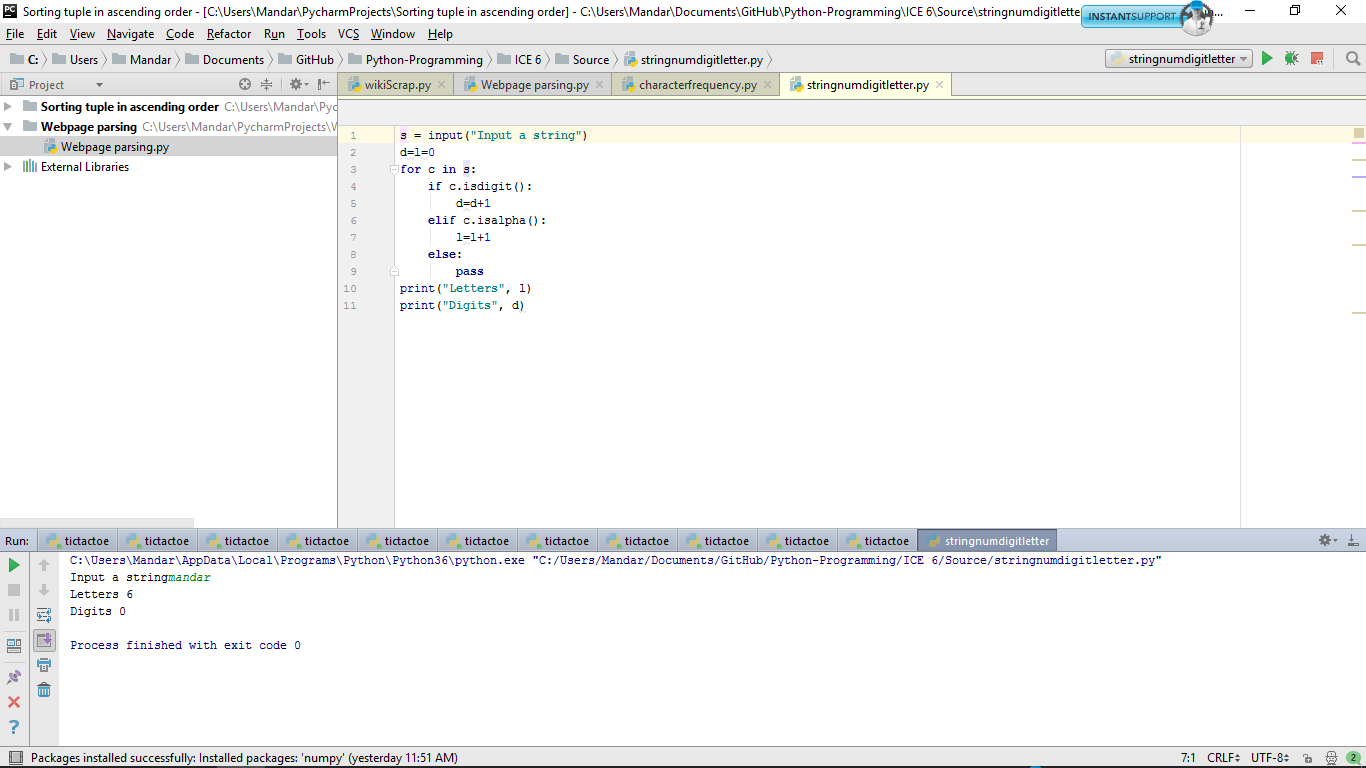 Sorting tuple in ascending order - [C:\Users\Mandar\PycharmProjects\Sorting tuple in ascending order] - C:\Users\Mandar\Documents\GitHub\Python-Programming\ICE 6\Source\stringnumdigitlette
INSTANTSUPPORT
File Edit View Navigate Code Refactor Run Tools VCS Window Help
C: Users Mandar Documents GitHub Python-Programming ICE 6 Source stringnumdigitletter.py
stringnumdigitletter
Project
wikiScrap.py Webpage parsing.py characterfrequency.py stringnumdigitletter.py
Sorting tuple in ascending order C:\Users\Mandar\Pyc
Webpage parsing C:\Users\Mandar\PycharmProjects\W
Webpage parsing.py
External Libraries
1 s = input("Input a string")
2 d=l=0
3 for c in s:
4     if c.isdigit():
5         d=d+1
6     elif c.isalpha():
7         l=l+1
8     else:
9         pass
10 print("Letters", l)
11 print("Digits", d)
Run: tictactoe tictactoe tictactoe tictactoe tictactoe tictactoe tictactoe tictactoe tictactoe tictactoe tictactoe stringnumdigitletter
C:\Users\Mandar\AppData\Local\Programs\Python\Python36\python.exe "C:/Users/Mandar/Documents/GitHub/Python-Programming/ICE 6/Source/stringnumdigitletter.py"
Input a stringmandar
Letters 6
Digits 0
Process finished with exit code 0
Packages installed successfully: Installed packages: 'numpy' (yesterday 11:51 AM)
7:1 CRLF UTF-8 2